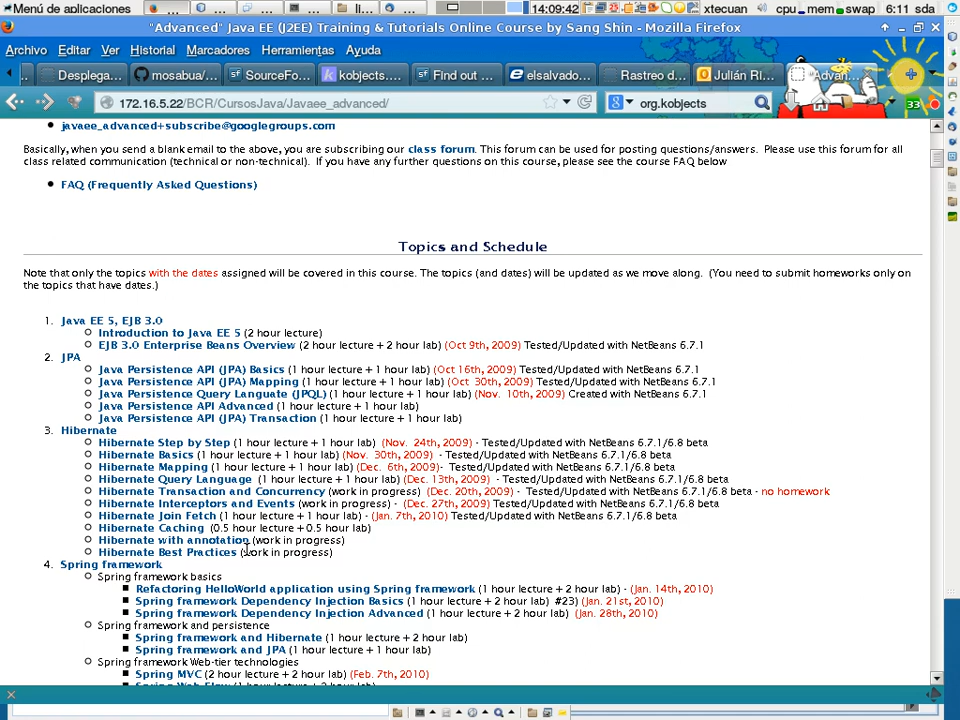 Menú de aplicaciones
14:09:42
xtecuan
cpu mem swap
6:11 sda
"Advanced" Java EE (J2EE) Training & Tutorials Online Course by Sang Shin - Mozilla Firefox
Archivo Editar Ver Historial Marcadores Herramientas Ayuda
Desplega... mosabua/... SourceFo... kobjects.... Find out ... elsalvado... Rastreo d... Julián RI...
172.16.5.22/BCR/CursosJava/Javaee_advanced/
org.kobjects
33
javaee_advanced+subscribe@googlegroups.com
Basically, when you send a blank email to the above, you are subscribing our class forum. This forum can be used for posting questions/answers. Please use this forum for all
class related communication (technical or non-technical). If you have any further questions on this course, please see the course FAQ below
FAQ (Frequently Asked Questions)
Topics and Schedule
Note that only the topics with the dates assigned will be covered in this course. The topics (and dates) will be updated as we move along. (You need to submit homeworks only on
the topics that have dates.)
1. Java EE 5, EJB 3.0
Introduction to Java EE 5 (2 hour lecture)
EJB 3.0 Enterprise Beans Overview (2 hour lecture + 2 hour lab) (Oct 9th, 2009) Tested/Updated with NetBeans 6.7.1
2. JPA
Java Persistence API (JPA) Basics (1 hour lecture + 1 hour lab) (Oct 16th, 2009) Tested/Updated with NetBeans 6.7.1
Java Persistence API (JPA) Mapping (1 hour lecture + 1 hour lab) (Oct 30th, 2009) Tested/Updated with NetBeans 6.7.1
Java Persistence Query Languate (JPQL) (1 hour lecture + 1 hour lab) (Nov. 10th, 2009) Created with NetBeans 6.7.1
Java Persistence API Advanced (1 hour lecture + 1 hour lab)
Java Persistence API (JPA) Transaction (1 hour lecture + 1 hour lab)
3. Hibernate
Hibernate Step by Step (1 hour lecture + 1 hour lab) (Nov. 24th, 2009) - Tested/Updated with NetBeans 6.7.1/6.8 beta
Hibernate Basics (1 hour lecture + 1 hour lab) (Nov. 30th, 2009) - Tested/Updated with NetBeans 6.7.1/6.8 beta
Hibernate Mapping (1 hour lecture + 1 hour lab) (Dec. 6th, 2009)- Tested/Updated with NetBeans 6.7.1/6.8 beta
Hibernate Query Language (1 hour lecture + 1 hour lab) (Dec. 13th, 2009) - Tested/Updated with NetBeans 6.7.1/6.8 beta
Hibernate Transaction and Concurrency (work in progress) (Dec. 20th, 2009) - Tested/Updated with NetBeans 6.7.1/6.8 beta - no homework
Hibernate Interceptors and Events (work in progress) - (Dec. 27th, 2009) Tested/Updated with NetBeans 6.7.1/6.8 beta
Hibernate Join Fetch (1 hour lecture + 1 hour lab) - (Jan. 7th, 2010) Tested/Updated with NetBeans 6.7.1/6.8 beta
Hibernate Caching (0.5 hour lecture + 0.5 hour lab)
Hibernate with annotation (work in progress)
Hibernate Best Practices (work in progress)
4. Spring framework
Spring framework basics
Refactoring HelloWorld application using Spring framework (1 hour lecture + 2 hour lab) - (Jan. 14th, 2010)
Spring framework Dependency Injection Basics (1 hour lecture + 2 hour lab) #23) (Jan. 21st, 2010)
Spring framework Dependency Injection Advanced (1 hour lecture + 2 hour lab) (Jan. 28th, 2010)
Spring framework and persistence
Spring framework and Hibernate (1 hour lecture + 2 hour lab)
Spring framework and JPA (1 hour lecture + 1 hour lab)
Spring framework Web-tier technologies
Spring MVC (2 hour lecture + 2 hour lab) (Feb. 7th, 2010)